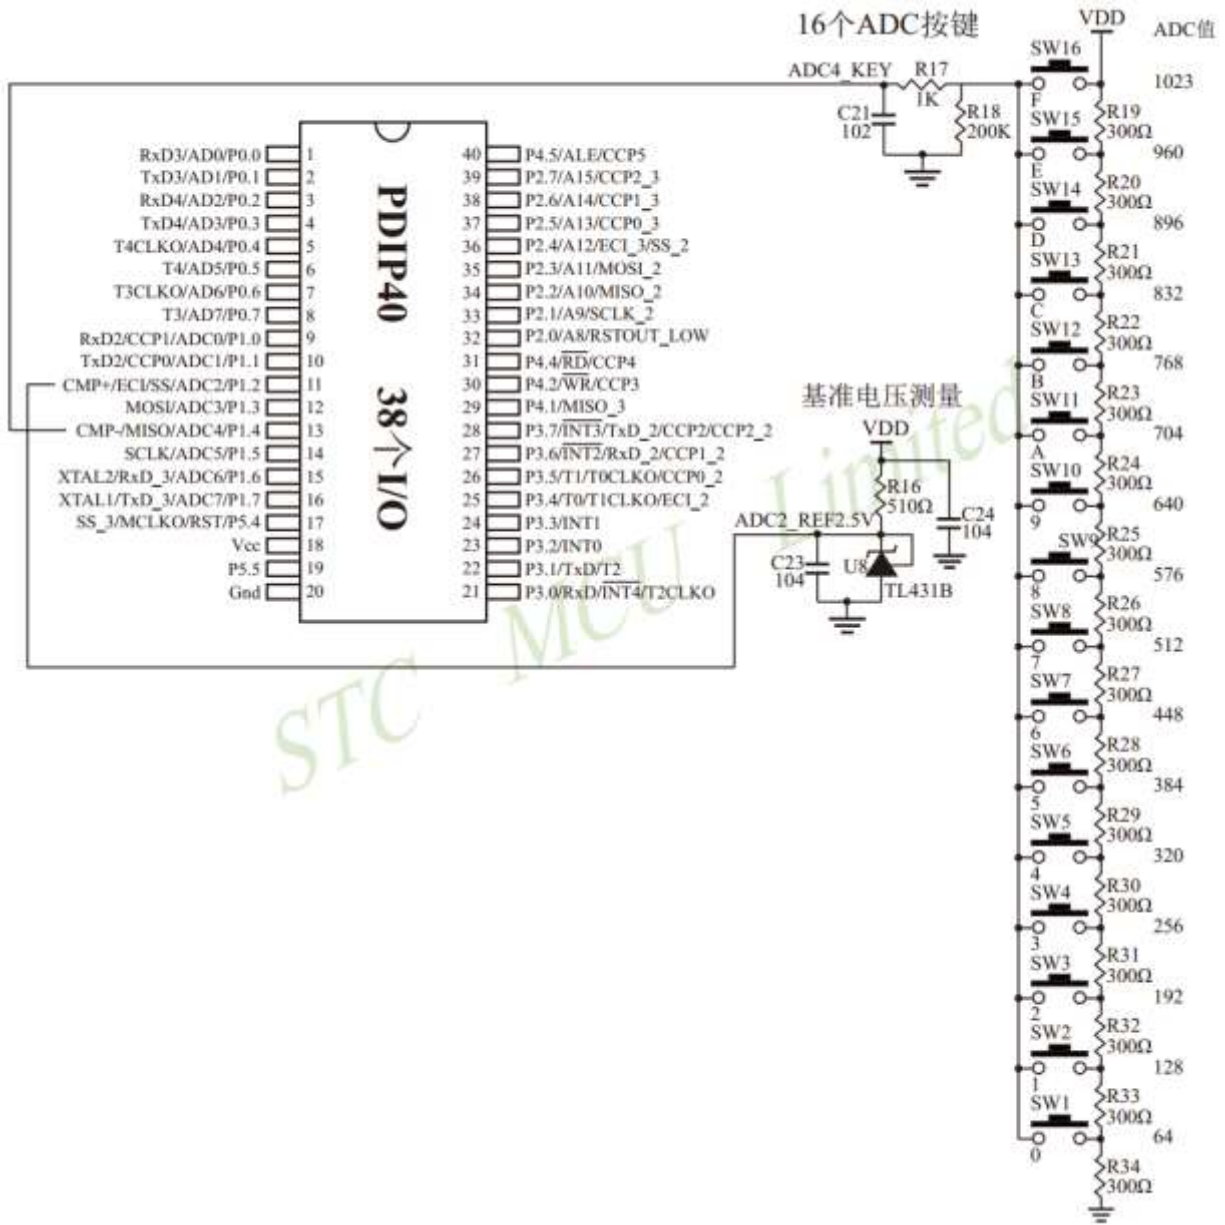 16个ADC按键
VDD
ADC值
SW16
ADC4_KEY
R17
1K
C21
102
R18
200K
1023
F
SW15
R19
300Ω
960
E
SW14
R20
300Ω
896
D
SW13
R21
300Ω
832
C
SW12
R22
300Ω
768
B
SW11
R23
300Ω
704
A
SW10
R24
300Ω
640
9
SW9
R25
300Ω
576
8
SW8
R26
300Ω
512
7
SW7
R27
300Ω
448
6
SW6
R28
300Ω
384
5
SW5
R29
300Ω
320
4
SW4
R30
300Ω
256
3
SW3
R31
300Ω
192
2
SW2
R32
300Ω
128
1
SW1
R33
300Ω
64
0
R34
300Ω
RxD3/AD0/P0.0 1
TxD3/AD1/P0.1 2
RxD4/AD2/P0.2 3
TxD4/AD3/P0.3 4
T4CLKO/AD4/P0.4 5
T4/AD5/P0.5 6
T3CLKO/AD6/P0.6 7
T3/AD7/P0.7 8
RxD2/CCP1/ADC0/P1.0 9
TxD2/CCP0/ADC1/P1.1 10
CMP+/ECI/SS/ADC2/P1.2 11
MOSI/ADC3/P1.3 12
CMP-/MISO/ADC4/P1.4 13
SCLK/ADC5/P1.5 14
XTAL2/RxD_3/ADC6/P1.6 15
XTAL1/TxD_3/ADC7/P1.7 16
SS_3/MCLKO/RST/P5.4 17
Vcc 18
P5.5 19
Gnd 20
PDIP40 38个I/O
40 P4.5/ALE/CCP5
39 P2.7/A15/CCP2_3
38 P2.6/A14/CCP1_3
37 P2.5/A13/CCP0_3
36 P2.4/A12/ECI_3/SS_2
35 P2.3/A11/MOSI_2
34 P2.2/A10/MISO_2
33 P2.1/A9/SCLK_2
32 P2.0/A8/RSTOUT_LOW
31 P4.4/RD/CCP4
30 P4.2/WR/CCP3
29 P4.1/MISO_3
28 P3.7/INT3/TxD_2/CCP2/CCP2_2
27 P3.6/INT2/RxD_2/CCP1_2
26 P3.5/T1/T0CLKO/CCP0_2
25 P3.4/T0/T1CLKO/ECI_2
24 P3.3/INT1
23 P3.2/INT0
22 P3.1/TxD/T2
21 P3.0/RxD/INT4/T2CLKO
基准电压测量
VDD
R16
510Ω
ADC2_REF2.5V
C24
104
C23
104
U8
TL431B
STC MCU Limited